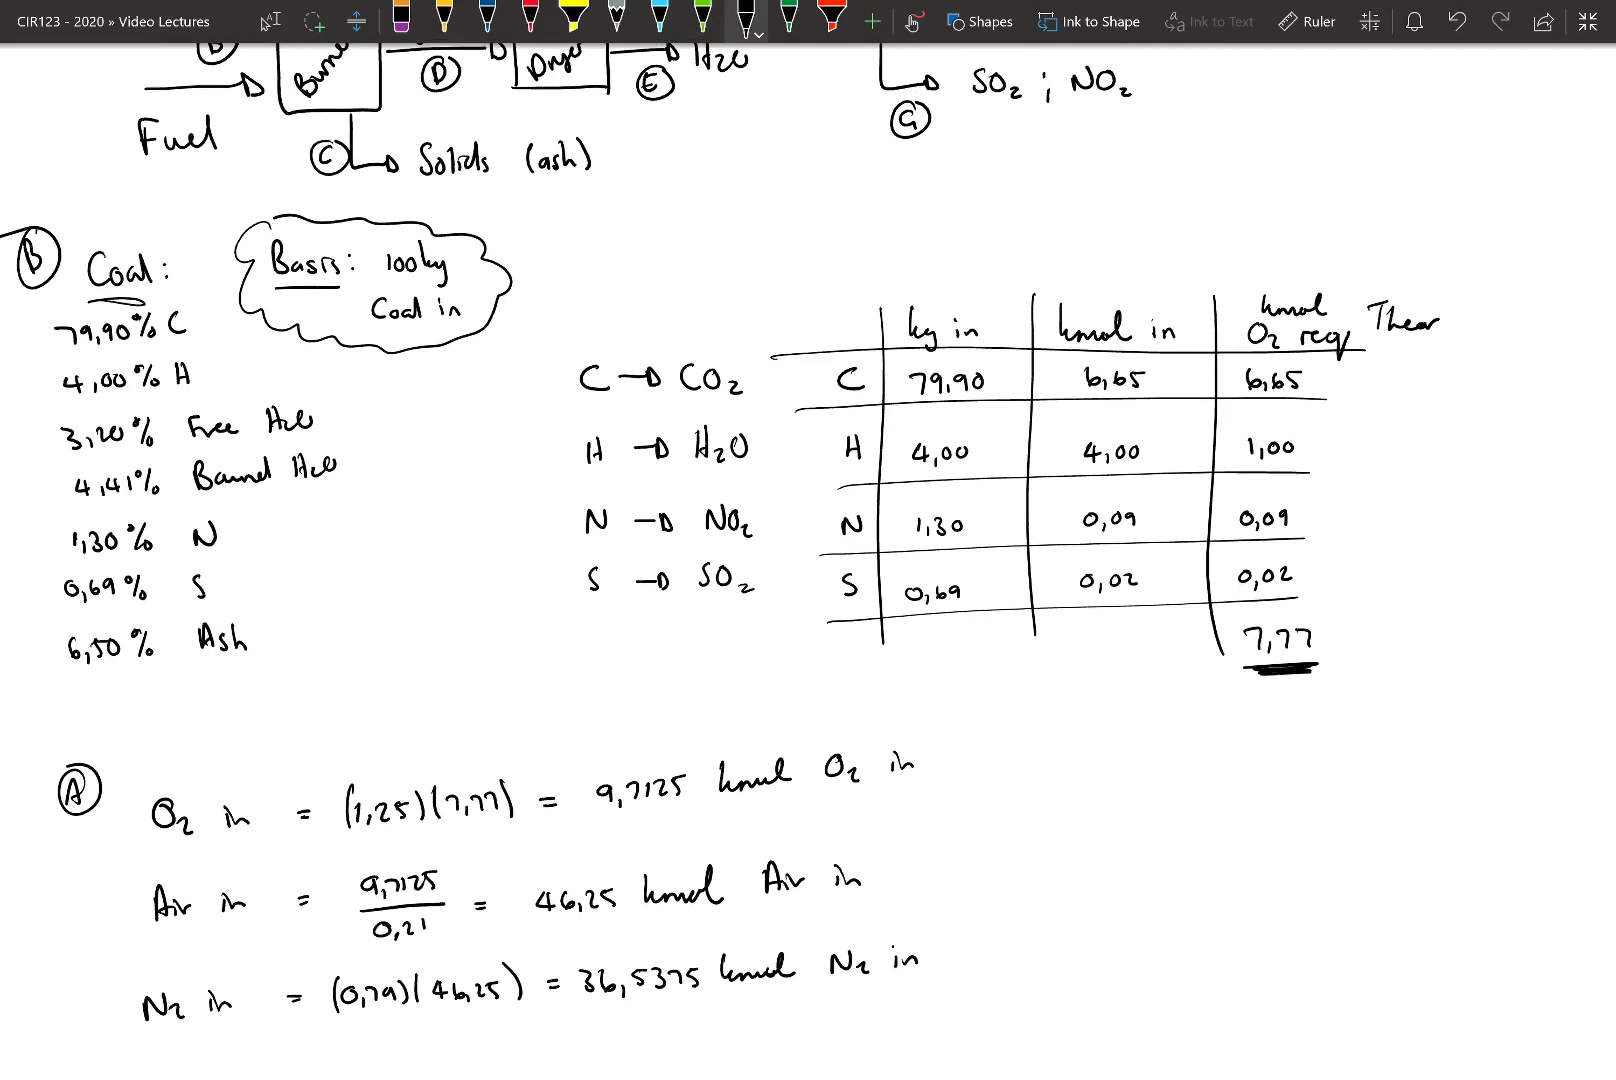 CIR123 - 2020 » Video Lectures
Shapes Ink to Shape Ink to Text Ruler
Burne D Dryer E H2O
Fuel
C Solids (ash)
SO2 ; NO2
G
B Coal:
Basis: 100kg
Coal in
79,90% C
4,00% H
3,20% Free H2O
4,41% Bound H2O
1,30% N
0,69% S
6,50% Ash
C → CO2
H → H2O
N → NO2
S → SO2
kg in kmol in kmol O2 req Theor
C 79,90 6,65 6,65
H 4,00 4,00 1,00
N 1,30 0,09 0,09
S 0,69 0,02 0,02
7,77
A O2 in = (1,25)(7,77) = 9,7125 kmol O2 in
Air in = 9,7125 / 0,21 = 46,25 kmol Air in
N2 in = (0,79)(46,25) = 36,5375 kmol N2 in